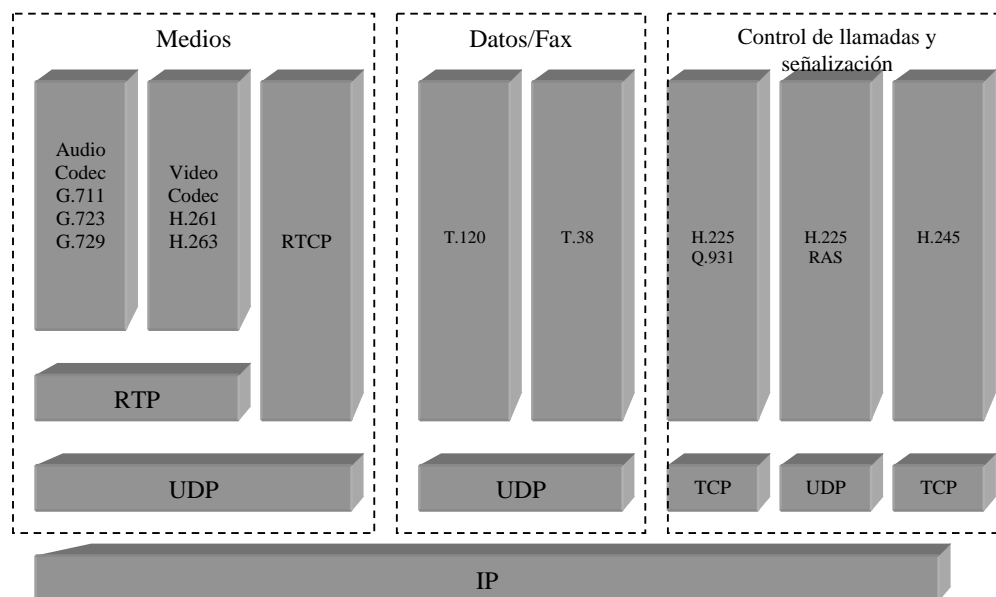 Medios
Audio
Codec
G.711
G.723
G.729
Video
Codec
H.261
H.263
RTCP
RTP
UDP
Datos/Fax
T.120
T.38
UDP
Control de llamadas y
señalización
H.225
Q.931
H.225
RAS
H.245
TCP
UDP
TCP
IP